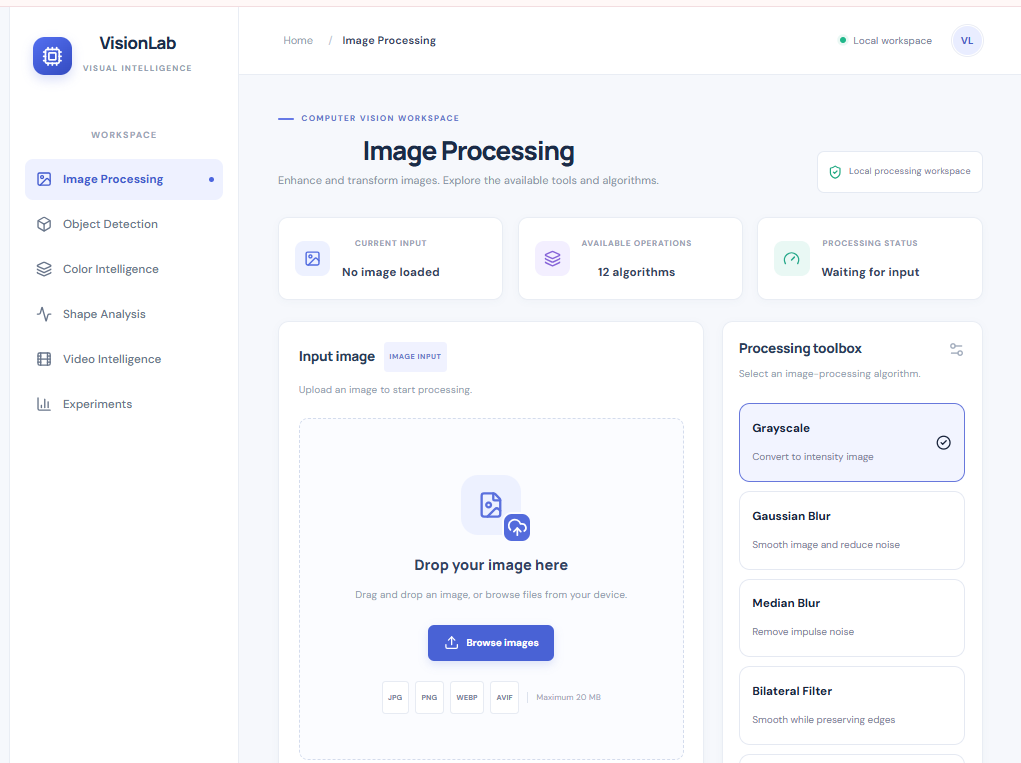 VisionLab
VISUAL INTELLIGENCE
WORKSPACE
Image Processing
Object Detection
Color Intelligence
Shape Analysis
Video Intelligence
Experiments
Home / Image Processing
Local workspace
VL
COMPUTER VISION WORKSPACE
Image Processing
Enhance and transform images. Explore the available tools and algorithms.
Local processing workspace
CURRENT INPUT
No image loaded
AVAILABLE OPERATIONS
12 algorithms
PROCESSING STATUS
Waiting for input
Input image
IMAGE INPUT
Upload an image to start processing.
Drop your image here
Drag and drop an image, or browse files from your device.
Browse images
JPG PNG WEBP AVIF | Maximum 20 MB
Processing toolbox
Select an image-processing algorithm.
Grayscale
Convert to intensity image
Gaussian Blur
Smooth image and reduce noise
Median Blur
Remove impulse noise
Bilateral Filter
Smooth while preserving edges